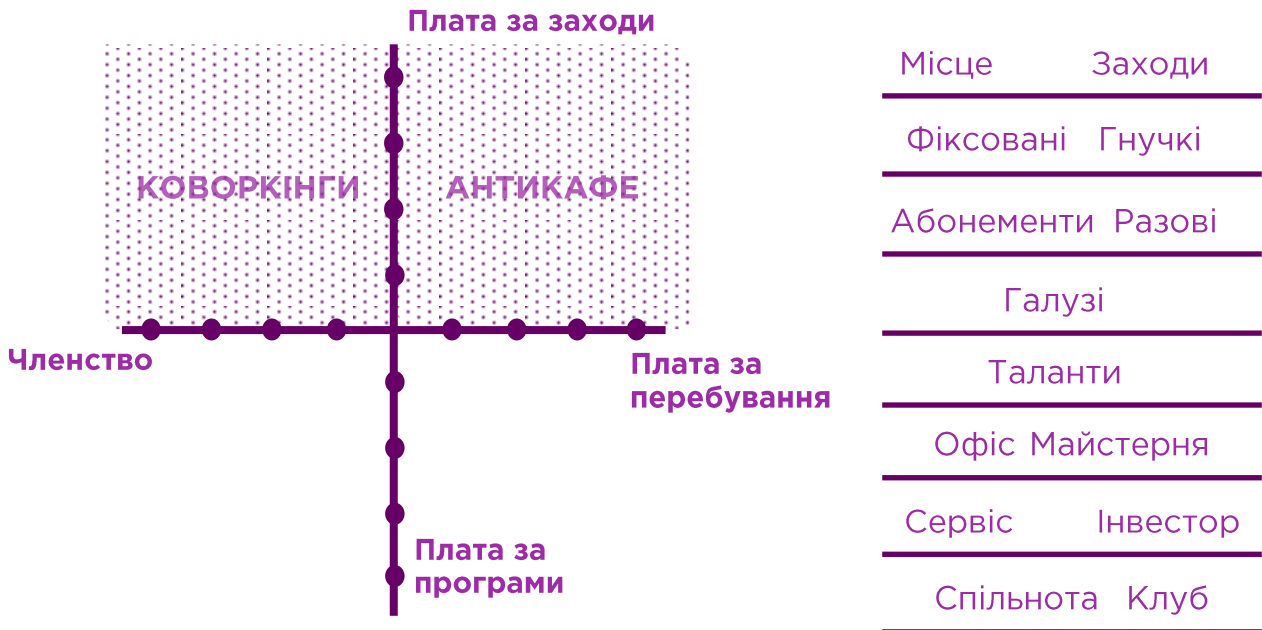 Плата за заходи
КОВОРКІНГИ
АНТИКАФЕ
Членство
Плата за
перебування
Плата за
програми
Місце Заходи
Фіксовані Гнучкі
Абонементи Разові
Галузі
Таланти
Офіс Майстерня
Сервіс Інвестор
Спільнота Клуб